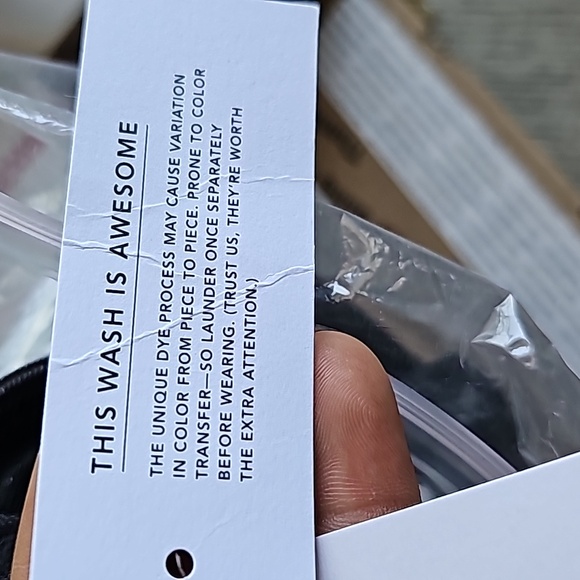 THIS WASH IS AWESOME
THE UNIQUE DYE PROCESS MAY CAUSE VARIATION
IN COLOR FROM PIECE TO PIECE. PRONE TO COLOR
TRANSFER—SO LAUNDER ONCE SEPARATELY
BEFORE WEARING. (TRUST US, THEY'RE WORTH
THE EXTRA ATTENTION.)